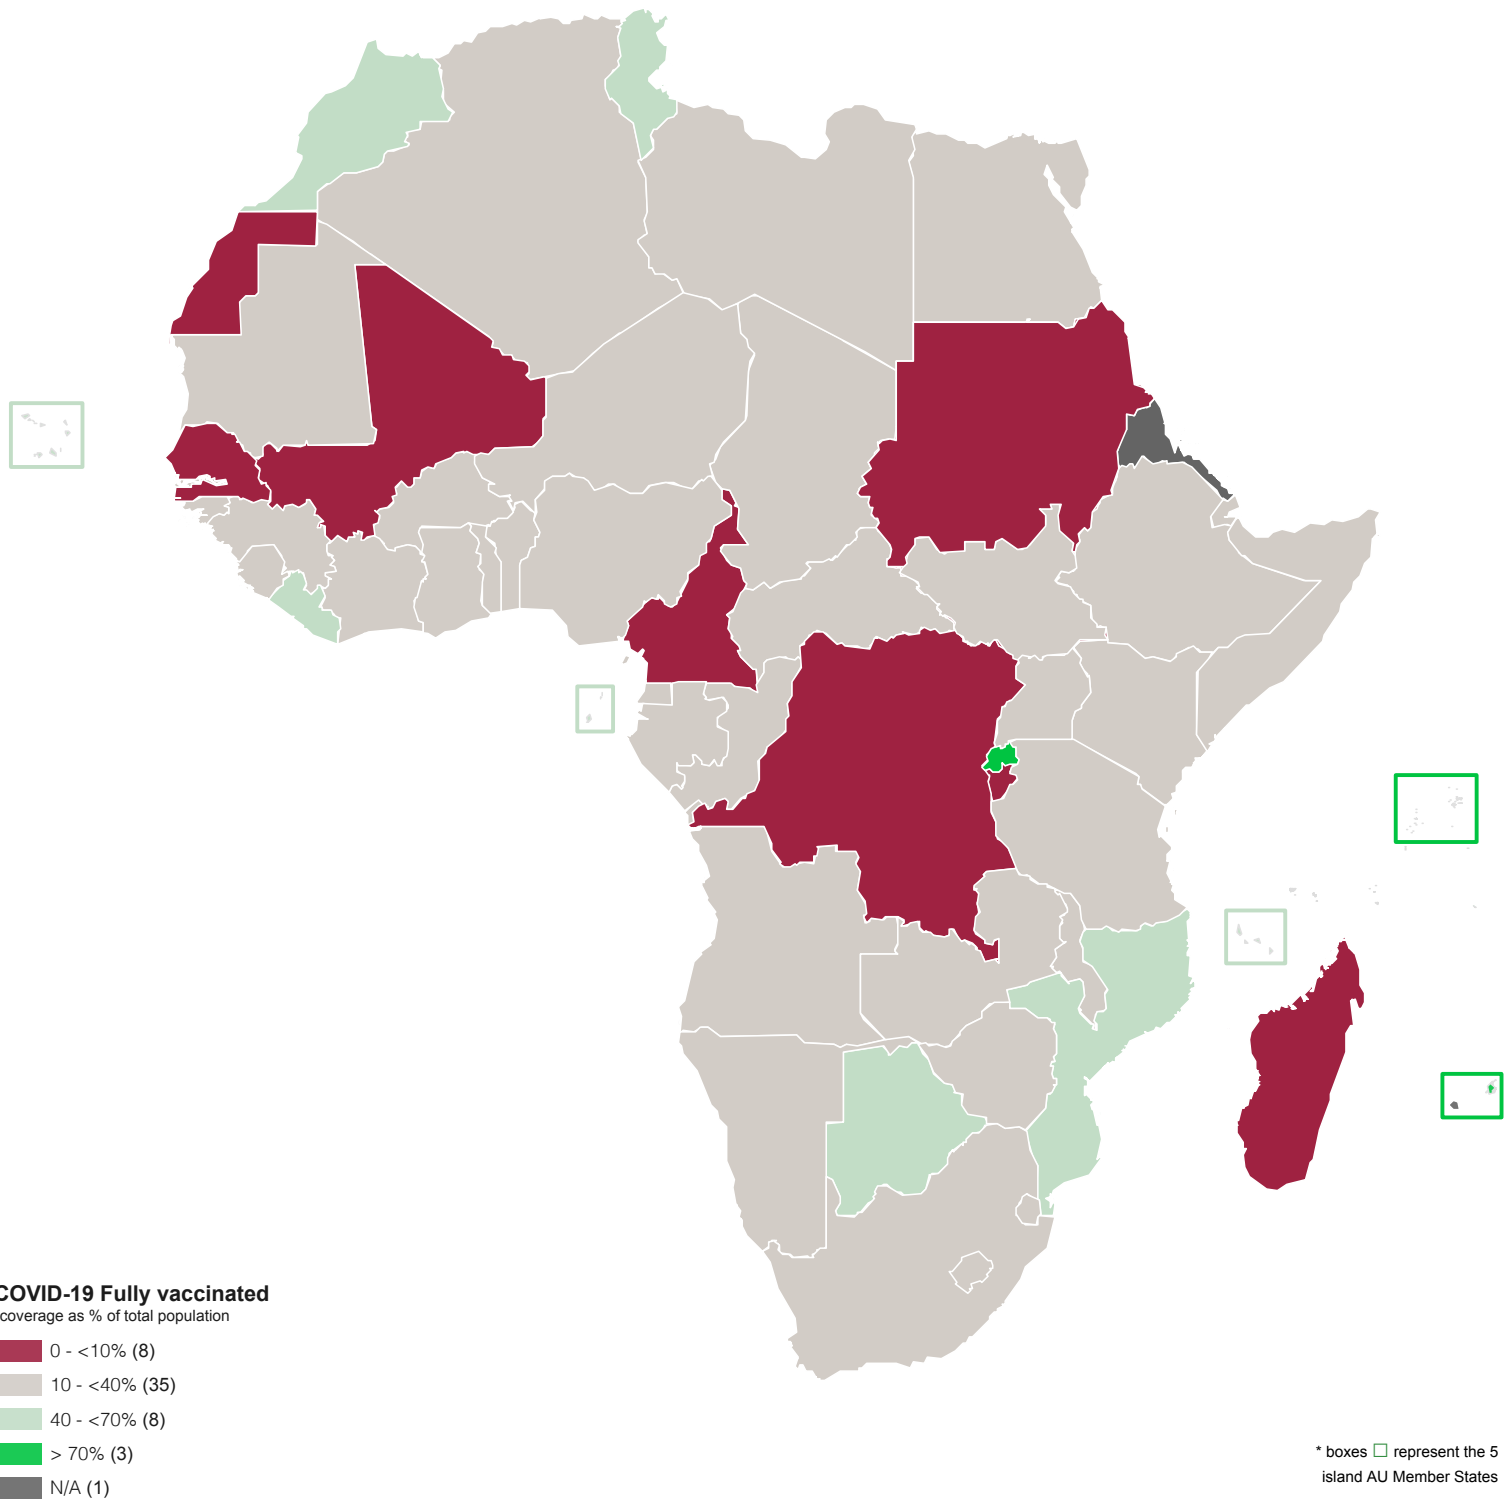 COVID-19 Fully vaccinated
coverage as % of total population
0 - <10% (8)
10 - <40% (35)
40 - <70% (8)
> 70% (3)
N/A (1)
* boxes □ represent the 5
island AU Member States